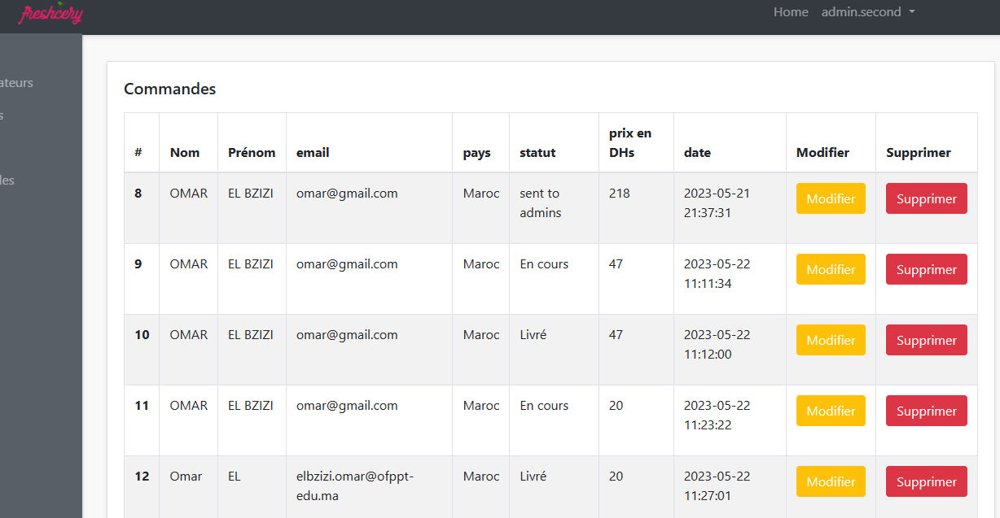 freshcery
Home admin.second
ateurs
s
des
Commandes
# Nom Prénom email pays statut prix en DHs date Modifier Supprimer
8 OMAR EL BZIZI omar@gmail.com Maroc sent to admins 218 2023-05-21 21:37:31 Modifier Supprimer
9 OMAR EL BZIZI omar@gmail.com Maroc En cours 47 2023-05-22 11:11:34 Modifier Supprimer
10 OMAR EL BZIZI omar@gmail.com Maroc Livré 47 2023-05-22 11:12:00 Modifier Supprimer
11 OMAR EL BZIZI omar@gmail.com Maroc En cours 20 2023-05-22 11:23:22 Modifier Supprimer
12 Omar EL elbzizi.omar@ofppt-edu.ma Maroc Livré 20 2023-05-22 11:27:01 Modifier Supprimer